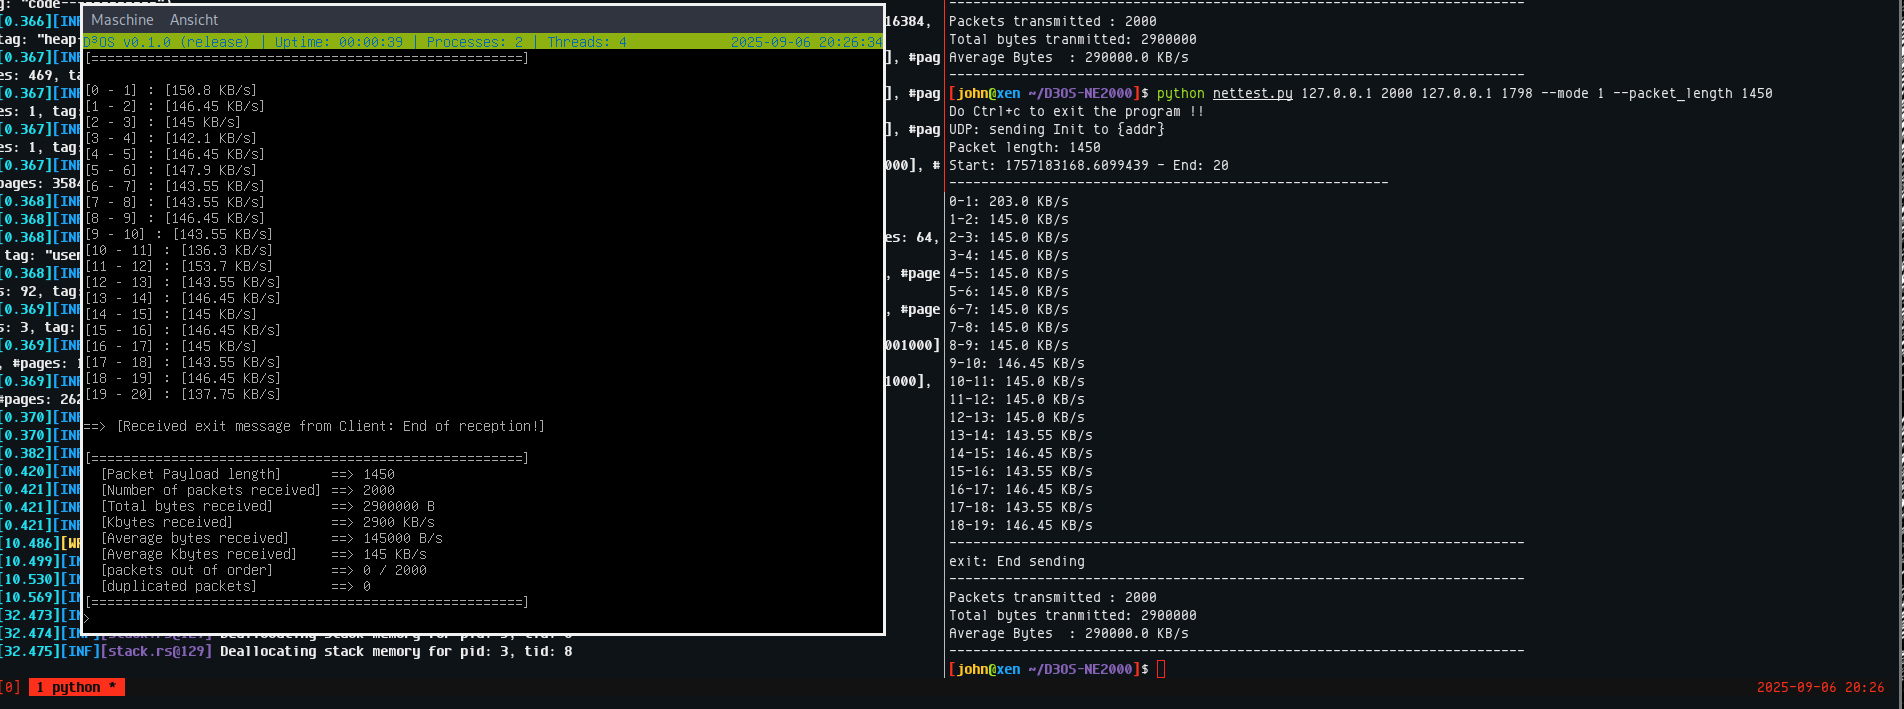 g: "code------------")
[0.366][IN
tag: "heap-
[0.367][INF
es: 469, ta
[0.367][INF
es: 1, tag:
[0.367][INF
es: 1, tag:
[0.367][INF
pages: 3584
[0.368][INF
[0.368][INF
[0.368][INF
tag: "user
[0.368][INF
s: 92, tag:
[0.369][INF
s: 3, tag:
[0.369][INF
, #pages: 1
[0.369][INF
#pages: 262
[0.370][INF
[0.370][INF
[0.382][INF
[0.420][INF
[0.421][INF
[0.421][INF
[0.421][INF
[10.486][WR
[10.499][IN
[10.530][IN
[10.569][IN
[32.473][IN
[32.474][IN[stack.rs@129] Deallocating stack memory for pid: 3, tid: 8
[32.475][INF][stack.rs@129] Deallocating stack memory for pid: 3, tid: 8
Maschine Ansicht
D³OS v0.1.0 (release) | Uptime: 00:00:39 | Processes: 2 | Threads: 4 2025-09-06 20:26:34
[======================================================]
[0 - 1] : [150.8 KB/s]
[1 - 2] : [146.45 KB/s]
[2 - 3] : [145 KB/s]
[3 - 4] : [142.1 KB/s]
[4 - 5] : [146.45 KB/s]
[5 - 6] : [147.9 KB/s]
[6 - 7] : [143.55 KB/s]
[7 - 8] : [143.55 KB/s]
[8 - 9] : [146.45 KB/s]
[9 - 10] : [143.55 KB/s]
[10 - 11] : [136.3 KB/s]
[11 - 12] : [153.7 KB/s]
[12 - 13] : [143.55 KB/s]
[13 - 14] : [146.45 KB/s]
[14 - 15] : [145 KB/s]
[15 - 16] : [146.45 KB/s]
[16 - 17] : [145 KB/s]
[17 - 18] : [143.55 KB/s]
[18 - 19] : [146.45 KB/s]
[19 - 20] : [137.75 KB/s]
==> [Received exit message from Client: End of reception!]
[======================================================]
[Packet Payload length] ==> 1450
[Number of packets received] ==> 2000
[Total bytes received] ==> 2900000 B
[Kbytes received] ==> 2900 KB/s
[Average bytes received] ==> 145000 B/s
[Average Kbytes received] ==> 145 KB/s
[packets out of order] ==> 0 / 2000
[duplicated packets] ==> 0
[======================================================]
>
16384,
], #pag
], #pag
], #pag
000], #
es: 64,
, #page
, #page
001000]
1000],
------------------------------------------------------------------------
Packets transmitted : 2000
Total bytes tranmitted: 2900000
Average Bytes : 290000.0 KB/s
------------------------------------------------------------------------
[john@xen ~/D3OS-NE2000]$ python nettest.py 127.0.0.1 2000 127.0.0.1 1798 --mode 1 --packet_length 1450
Do Ctrl+c to exit the program !!
UDP: sending Init to {addr}
Packet length: 1450
Start: 1757183168.6099439 - End: 20
-------------------------------------------------------
0-1: 203.0 KB/s
1-2: 145.0 KB/s
2-3: 145.0 KB/s
3-4: 145.0 KB/s
4-5: 145.0 KB/s
5-6: 145.0 KB/s
6-7: 145.0 KB/s
7-8: 145.0 KB/s
8-9: 145.0 KB/s
9-10: 146.45 KB/s
10-11: 145.0 KB/s
11-12: 145.0 KB/s
12-13: 145.0 KB/s
13-14: 143.55 KB/s
14-15: 146.45 KB/s
15-16: 143.55 KB/s
16-17: 146.45 KB/s
17-18: 143.55 KB/s
18-19: 146.45 KB/s
------------------------------------------------------------------------
exit: End sending
------------------------------------------------------------------------
Packets transmitted : 2000
Total bytes tranmitted: 2900000
Average Bytes : 290000.0 KB/s
------------------------------------------------------------------------
[john@xen ~/D3OS-NE2000]$
[0] 1 python *
2025-09-06 20:26